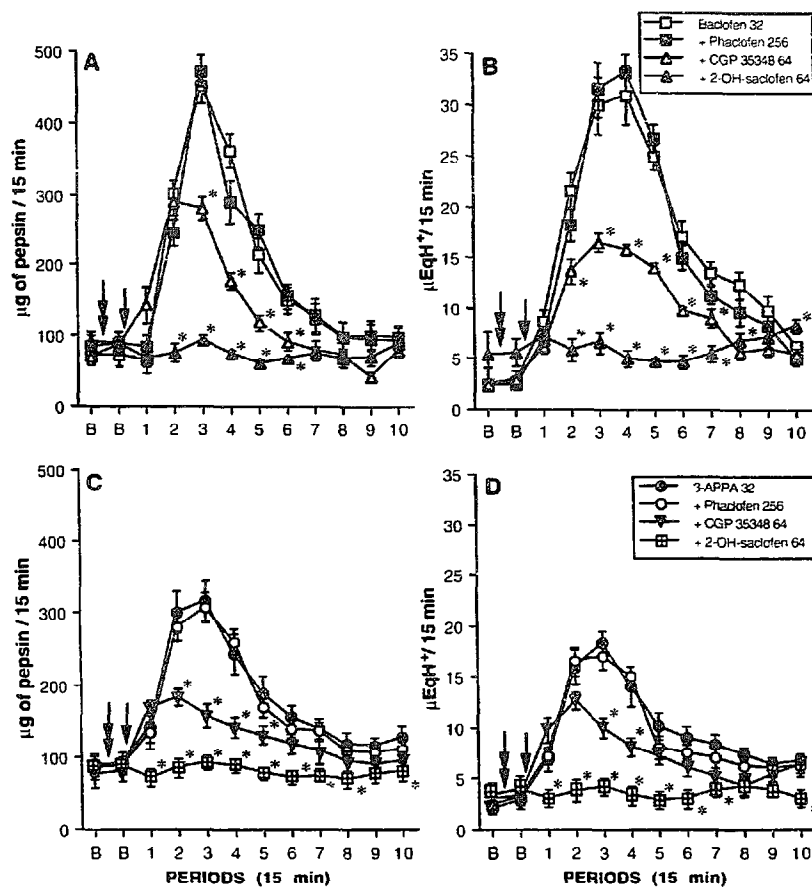 A
500
400
300
200
100
0
µg of pepsin / 15 min
B B 1 2 3 4 5 6 7 8 9 10
B
35
30
25
20
15
10
5
0
µEqH+/ 15 min
B B 1 2 3 4 5 6 7 8 9 10
Baclofen 32
+ Phaclofen 256
+ CGP 35348 64
+ 2-OH-saclofen 64
C
500
400
300
200
100
0
µg of pepsin / 15 min
B B 1 2 3 4 5 6 7 8 9 10
PERIODS (15 min)
D
35
30
25
20
15
10
5
0
µEqH+/ 15 min
B B 1 2 3 4 5 6 7 8 9 10
PERIODS (15 min)
3-APPA 32
+ Phaclofen 256
+ CGP 35348 64
+ 2-OH-saclofen 64